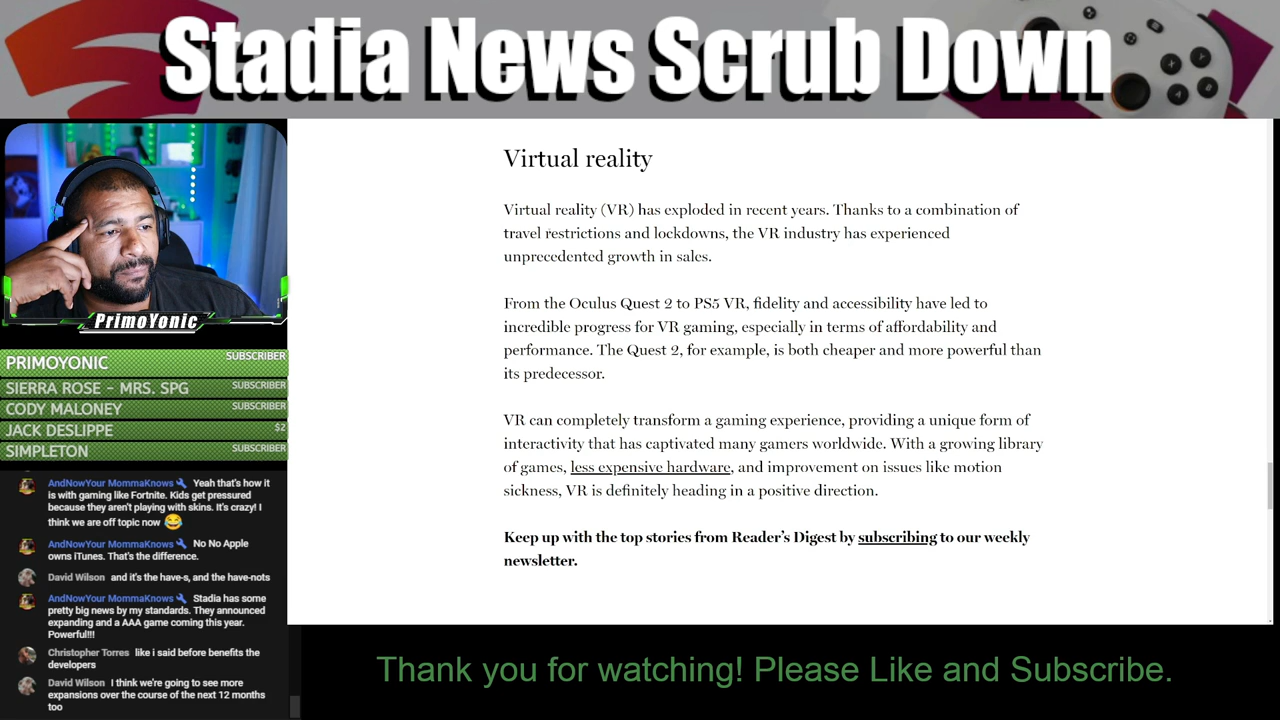 Stadia News Scrub Down
PrimoYonic
PRIMOYONIC SUBSCRIBER
SIERRA ROSE - MRS. SPG SUBSCRIBER
CODY MALONEY SUBSCRIBER
JACK DESLIPPE $2
SIMPLETON SUBSCRIBER
AndNowYour MommaKnows Yeah that's how it
is with gaming like Fortnite. Kids get pressured
because they aren't playing with skins. It's crazy! I
think we are off topic now 😂
AndNowYour MommaKnows No No Apple
owns iTunes. That's the difference.
David Wilson and it's the have-s, and the have-nots
AndNowYour MommaKnows Stadia has some
pretty big news by my standards. They announced
expanding and a AAA game coming this year.
Powerful!!!
Christopher Torres like i said before benefits the
developers
David Wilson I think we're going to see more
expansions over the course of the next 12 months
too
Virtual reality
Virtual reality (VR) has exploded in recent years. Thanks to a combination of
travel restrictions and lockdowns, the VR industry has experienced
unprecedented growth in sales.
From the Oculus Quest 2 to PS5 VR, fidelity and accessibility have led to
incredible progress for VR gaming, especially in terms of affordability and
performance. The Quest 2, for example, is both cheaper and more powerful than
its predecessor.
VR can completely transform a gaming experience, providing a unique form of
interactivity that has captivated many gamers worldwide. With a growing library
of games, less expensive hardware, and improvement on issues like motion
sickness, VR is definitely heading in a positive direction.
Keep up with the top stories from Reader's Digest by subscribing to our weekly
newsletter.
Thank you for watching! Please Like and Subscribe.